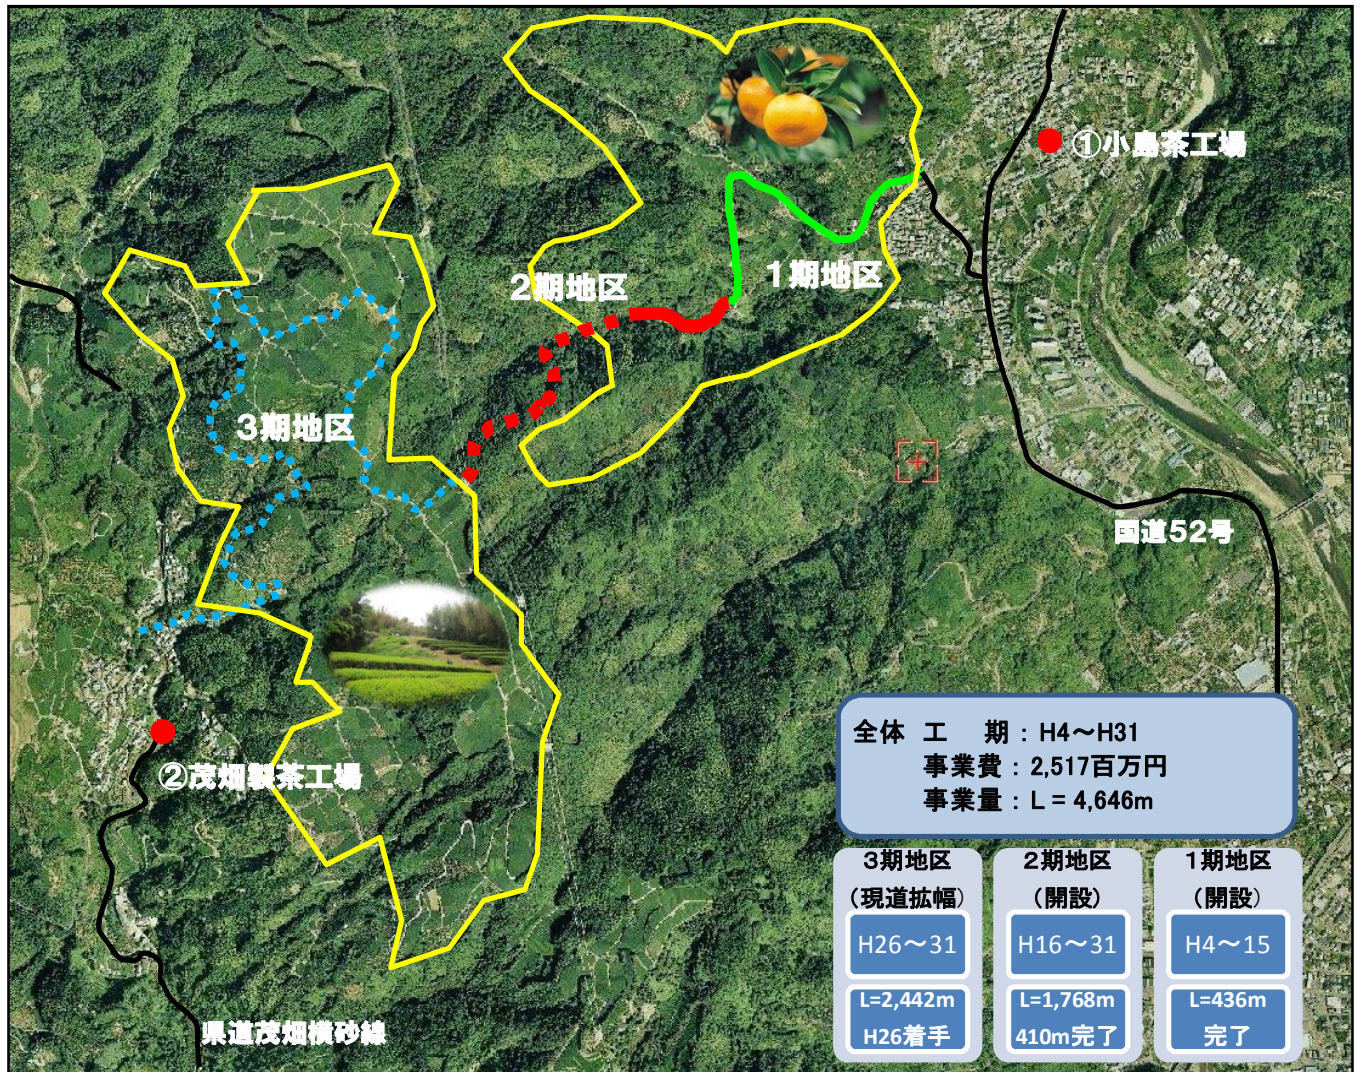 ①小島茶工場
1期地区
2期地区
3期地区
国道52号
②茂畑製茶工場
県道茂畑横砂線
全体 工 期：H4～H31
事業費：2,517百万円
事業量：L = 4,646m
3期地区
(現道拡幅)
H26～31
L=2,442m
H26着手
2期地区
(開設)
H16～31
L=1,768m
410m完了
1期地区
(開設)
H4～15
L=436m
完了